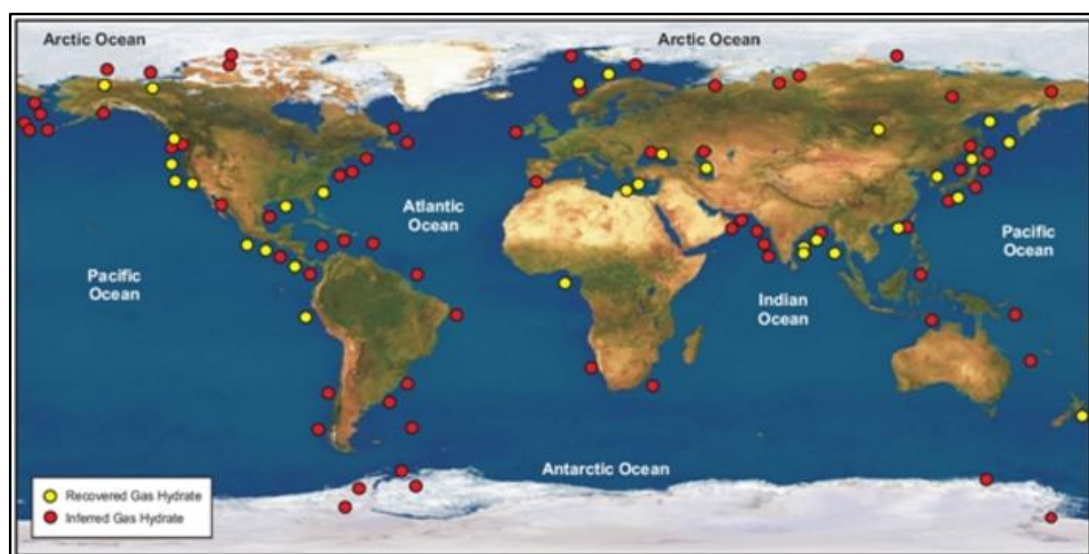 Arctic Ocean
Arctic Ocean
Atlantic
Ocean
Pacific
Ocean
Pacific
Ocean
Indian
Ocean
Antarctic Ocean
Recovered Gas Hydrate
Inferred Gas Hydrate